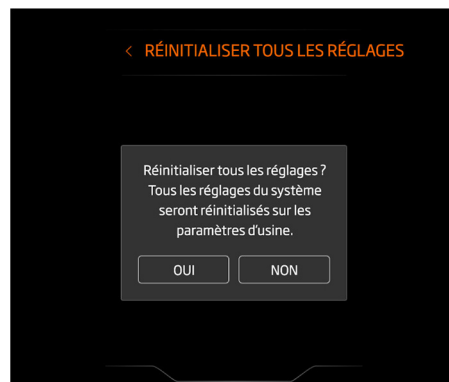 < RÉINITIALISER TOUS LES RÉGLAGES
Réinitialiser tous les réglages ?
Tous les réglages du système
seront réinitialisés sur les
paramètres d'usine.
OUI NON